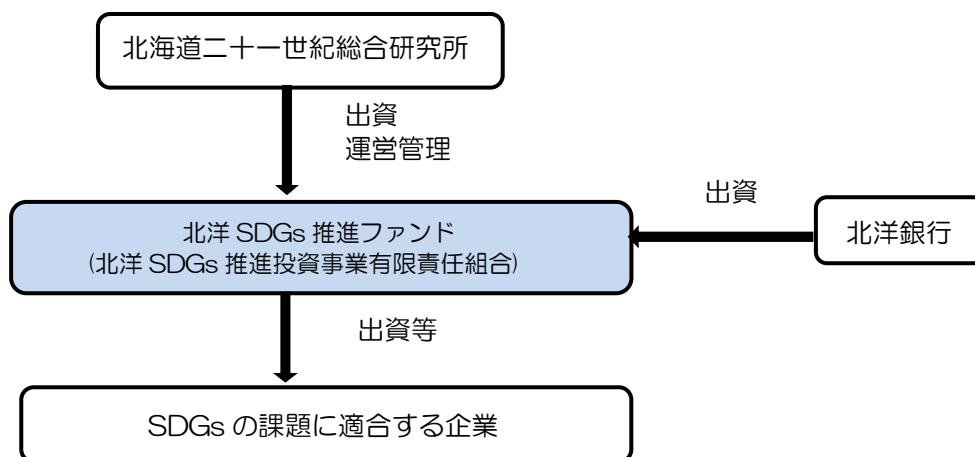 北海道二十一世紀総合研究所
出資
運営管理
出資
北洋 SDGs 推進ファンド
(北洋 SDGs 推進投資事業有限責任組合)
北洋銀行
出資等
SDGs の課題に適合する企業